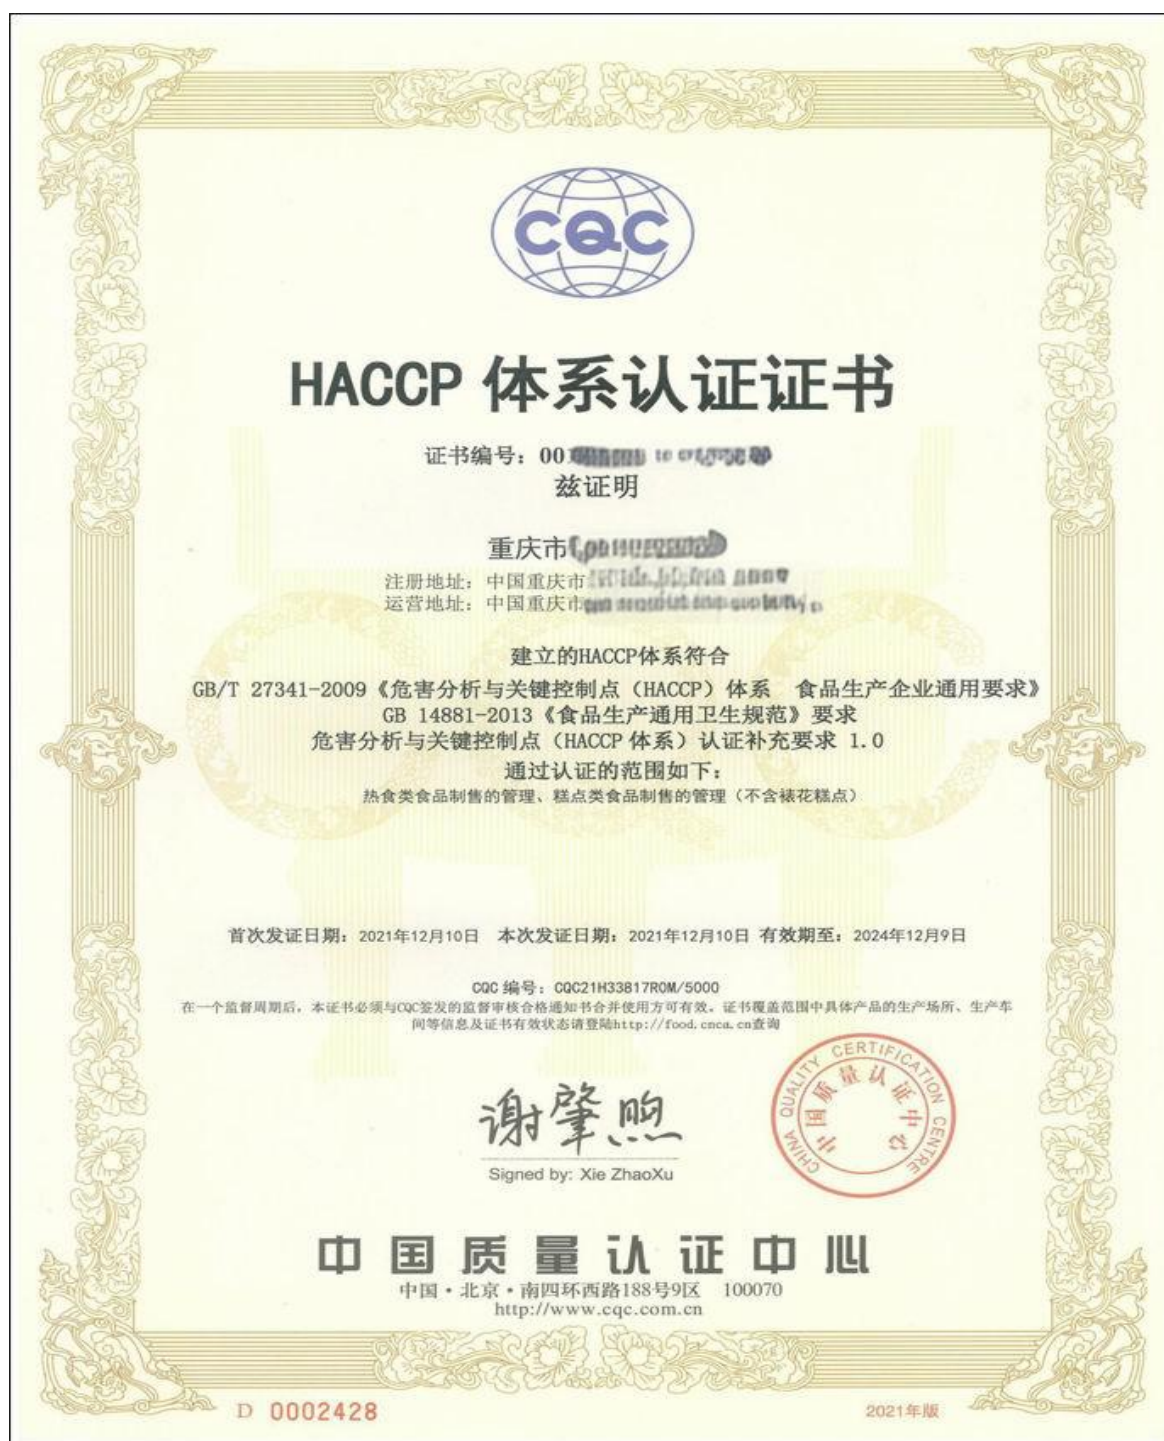 CQC
HACCP 体系认证证书
证书编号：00
兹证明
重庆市
注册地址：中国重庆市
运营地址：中国重庆市
建立的HACCP体系符合
GB/T 27341-2009《危害分析与关键控制点（HACCP）体系 食品生产企业通用要求》
GB 14881-2013《食品生产通用卫生规范》要求
危害分析与关键控制点（HACCP 体系）认证补充要求 1.0
通过认证的范围如下：
热食类食品制售的管理、糕点类食品制售的管理（不含裱花糕点）
首次发证日期：2021年12月10日 本次发证日期：2021年12月10日 有效期至：2024年12月9日
CQC 编号：CQC21H33817R0M/5000
在一个监督周期后，本证书必须与CQC签发的监督审核合格通知书合并使用方可有效。证书覆盖范围中具体产品的生产场所、生产车
间等信息及证书有效状态请登陆http://food.cnca.cn查询
CHINA QUALITY CERTIFICATION CENTRE
中国质量认证中心
谢肇煦
Signed by: Xie ZhaoXu
中国质量认证中心
中国·北京·南四环西路188号9区 100070
http://www.cqc.com.cn
D 0002428
2021年版